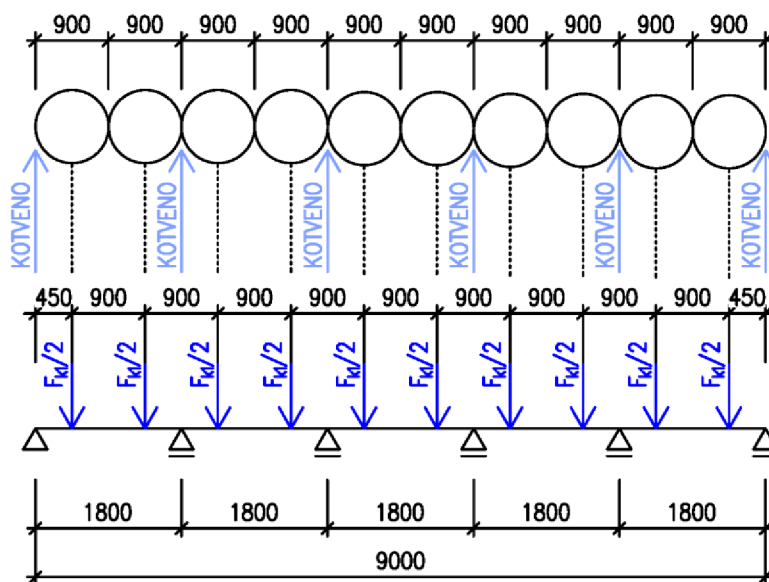 900 900 900 900 900 900 900 900 900 900
KOTVENO KOTVENO KOTVENO KOTVENO KOTVENO KOTVENO
450 900 900 900 900 900 900 900 900 900 450
Fkl/2 Fkl/2 Fkl/2 Fkl/2 Fkl/2 Fkl/2 Fkl/2 Fkl/2 Fkl/2 Fkl/2
1800 1800 1800 1800 1800
9000